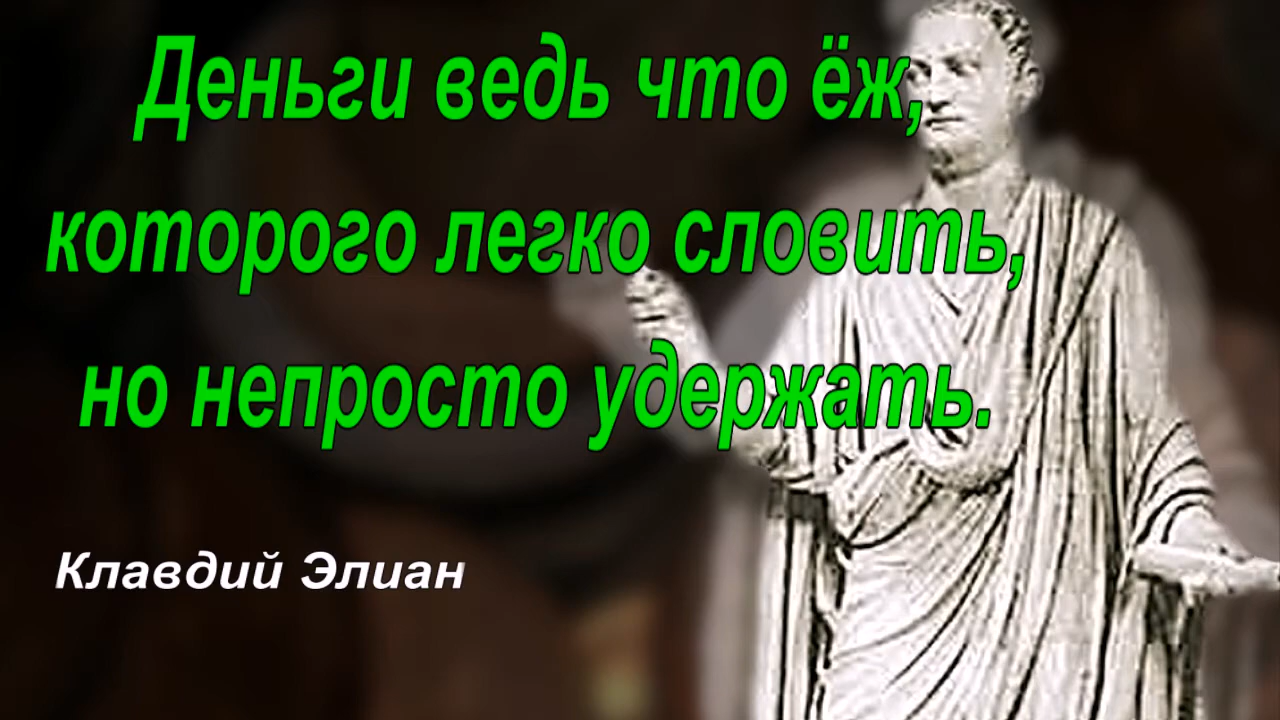 Деньги ведь что ёж,
которого легко словить,
но непросто удержать.
Клавдий Элиан